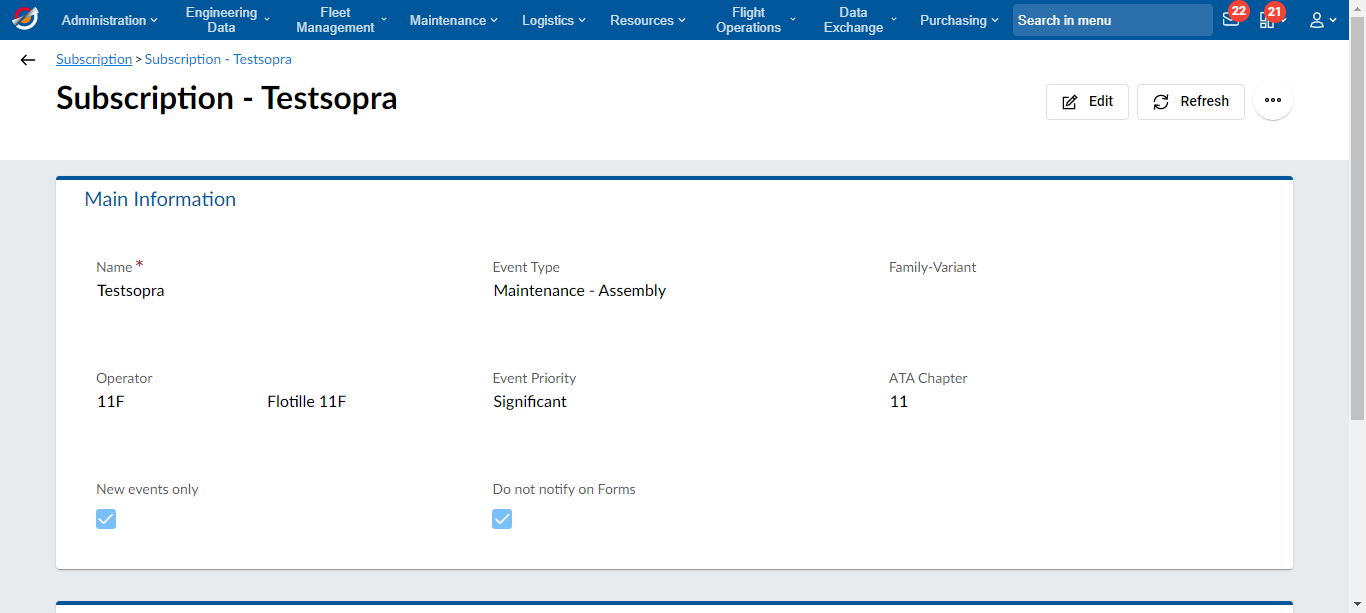 Administration
Engineering
Data
Fleet
Management
Maintenance
Logistics
Resources
Flight
Operations
Data
Exchange
Purchasing
Search in menu
22
21
Subscription > Subscription - Testsopra
Subscription - Testsopra
Edit
Refresh
Main Information
Name *
Event Type
Family-Variant
Testsopra
Maintenance - Assembly
Operator
Event Priority
ATA Chapter
11F
Flotille 11F
Significant
11
New events only
Do not notify on Forms